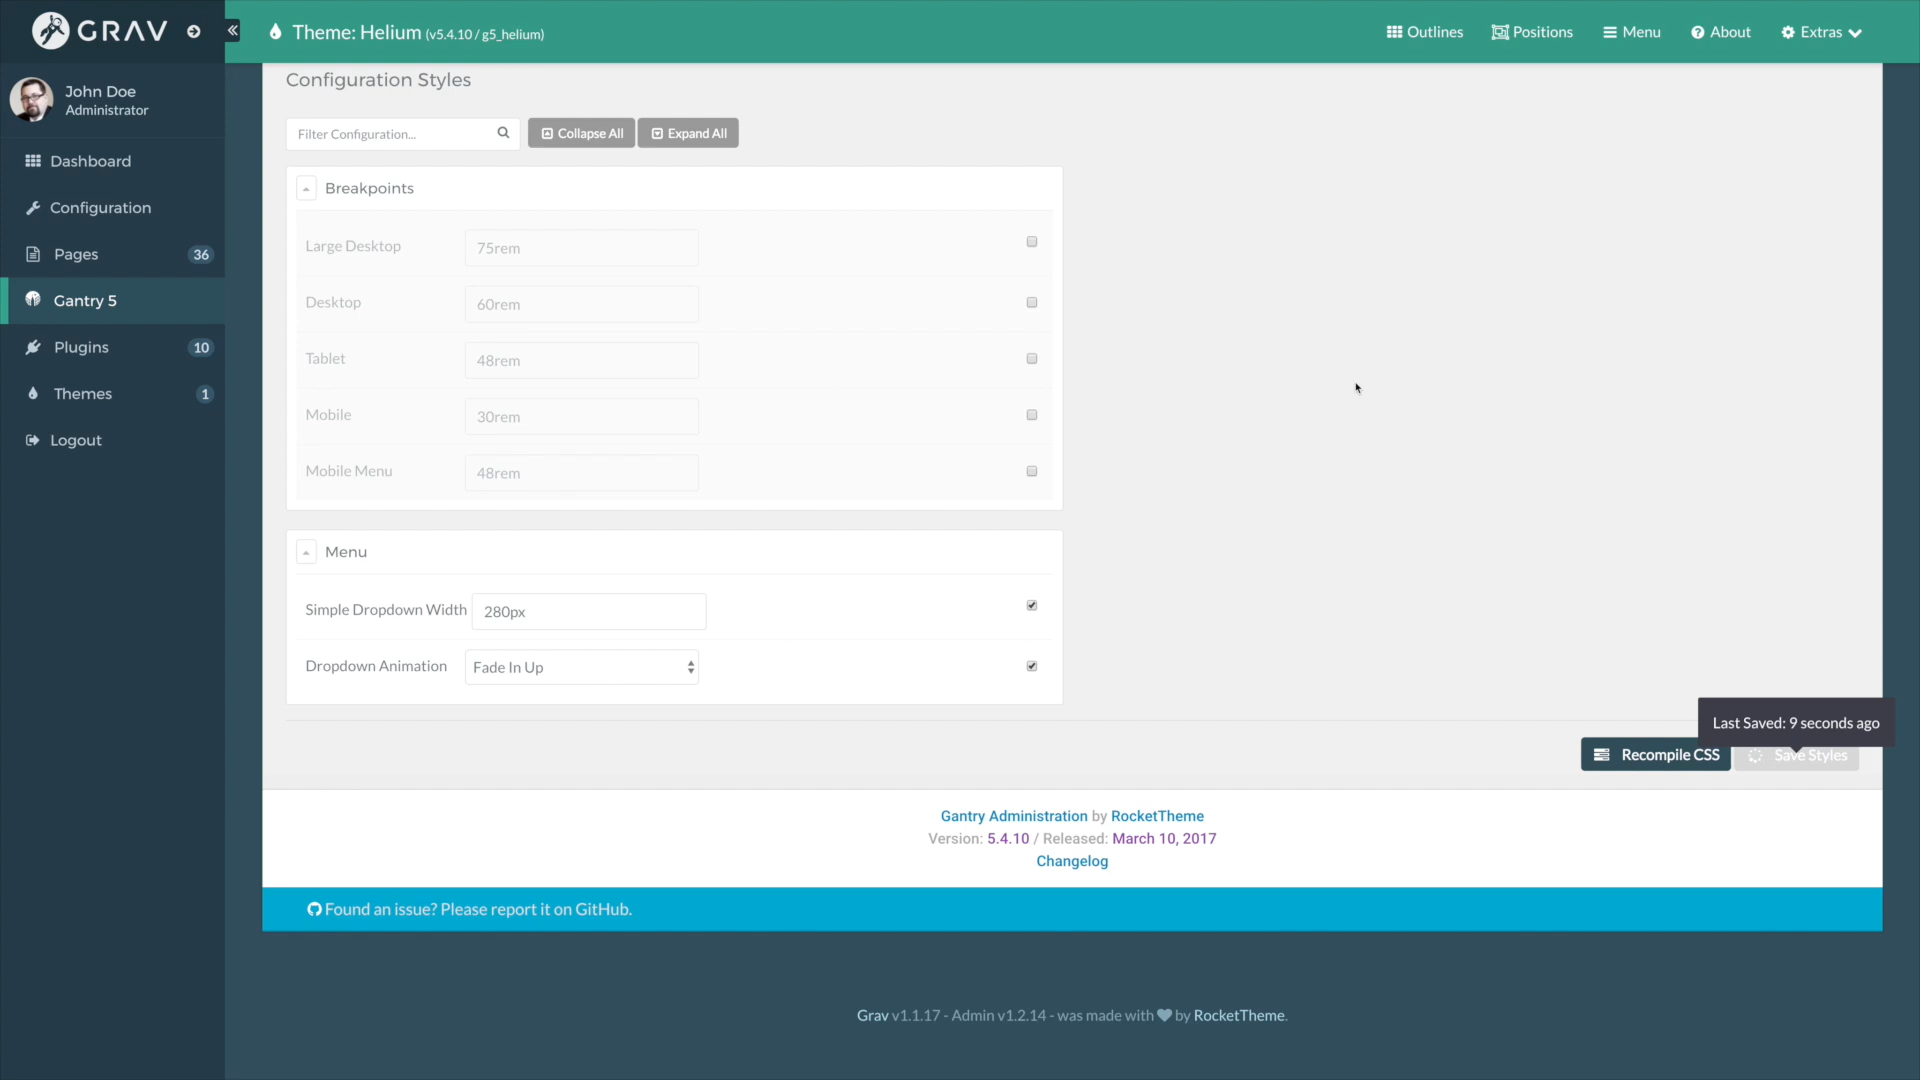 GRAV
Theme: Helium (v5.4.10 / g5_helium)
Outlines
Positions
Menu
About
Extras
John Doe
Administrator
Dashboard
Configuration
Pages 36
Gantry 5
Plugins 10
Themes 1
Logout
Configuration Styles
Filter Configuration...
Collapse All
Expand All
Breakpoints
Large Desktop 75rem
Desktop 60rem
Tablet 48rem
Mobile 30rem
Mobile Menu 48rem
Menu
Simple Dropdown Width 280px
Dropdown Animation Fade In Up
Last Saved: 9 seconds ago
Recompile CSS
Save Styles
Gantry Administration by RocketTheme
Version: 5.4.10 / Released: March 10, 2017
Changelog
Found an issue? Please report it on GitHub.
Grav v1.1.17 - Admin v1.2.14 - was made with by RocketTheme.